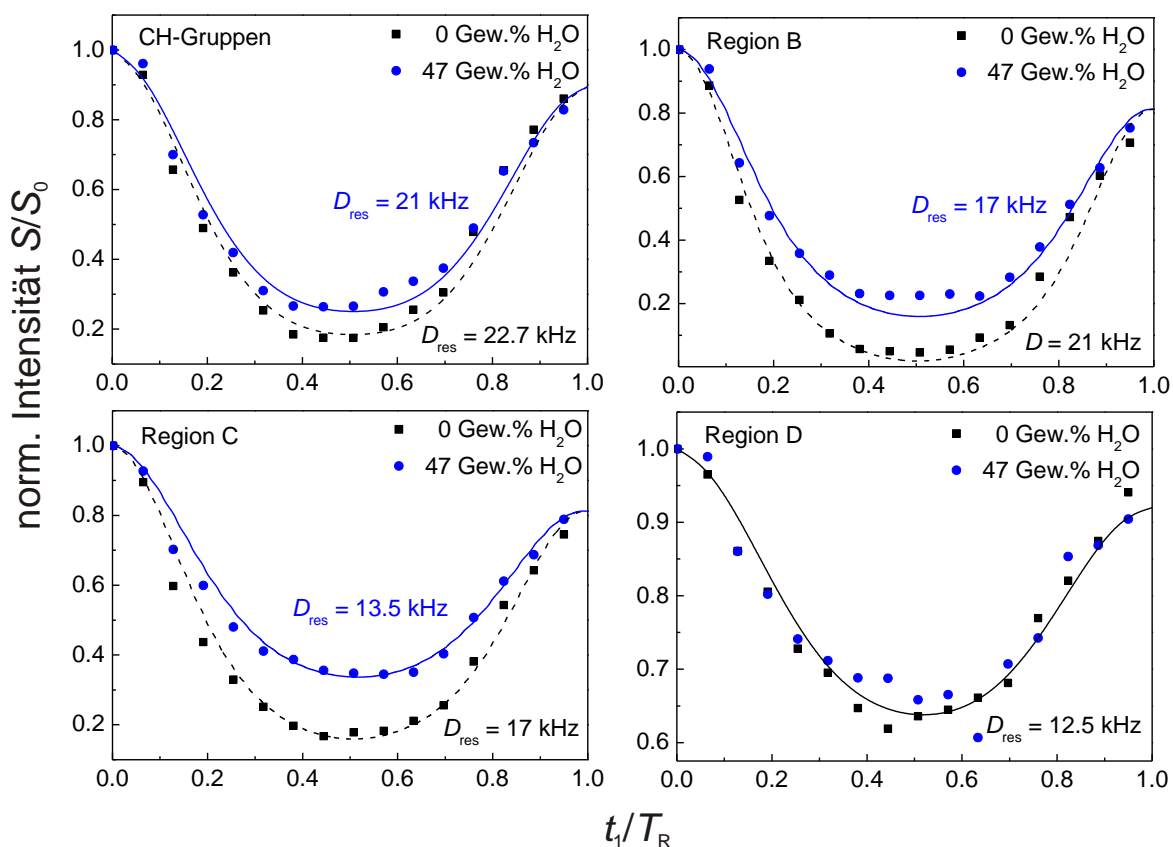 norm. Intensität S/S₀
CH-Gruppen
0 Gew.% H₂O
47 Gew.% H₂O
D_res = 21 kHz
D_res = 22.7 kHz
1.0
0.8
0.6
0.4
0.2
0.0 0.2 0.4 0.6 0.8 1.0
Region B
0 Gew.% H₂O
47 Gew.% H₂O
D_res = 17 kHz
D = 21 kHz
1.0
0.8
0.6
0.4
0.2
0.0 0.2 0.4 0.6 0.8 1.0
Region C
0 Gew.% H₂O
47 Gew.% H₂O
D_res = 13.5 kHz
D_res = 17 kHz
1.0
0.8
0.6
0.4
0.2
0.0 0.2 0.4 0.6 0.8 1.0
Region D
0 Gew.% H₂O
47 Gew.% H₂O
D_res = 12.5 kHz
1.0
0.9
0.8
0.7
0.6
0.0 0.2 0.4 0.6 0.8 1.0
t₁/T_R